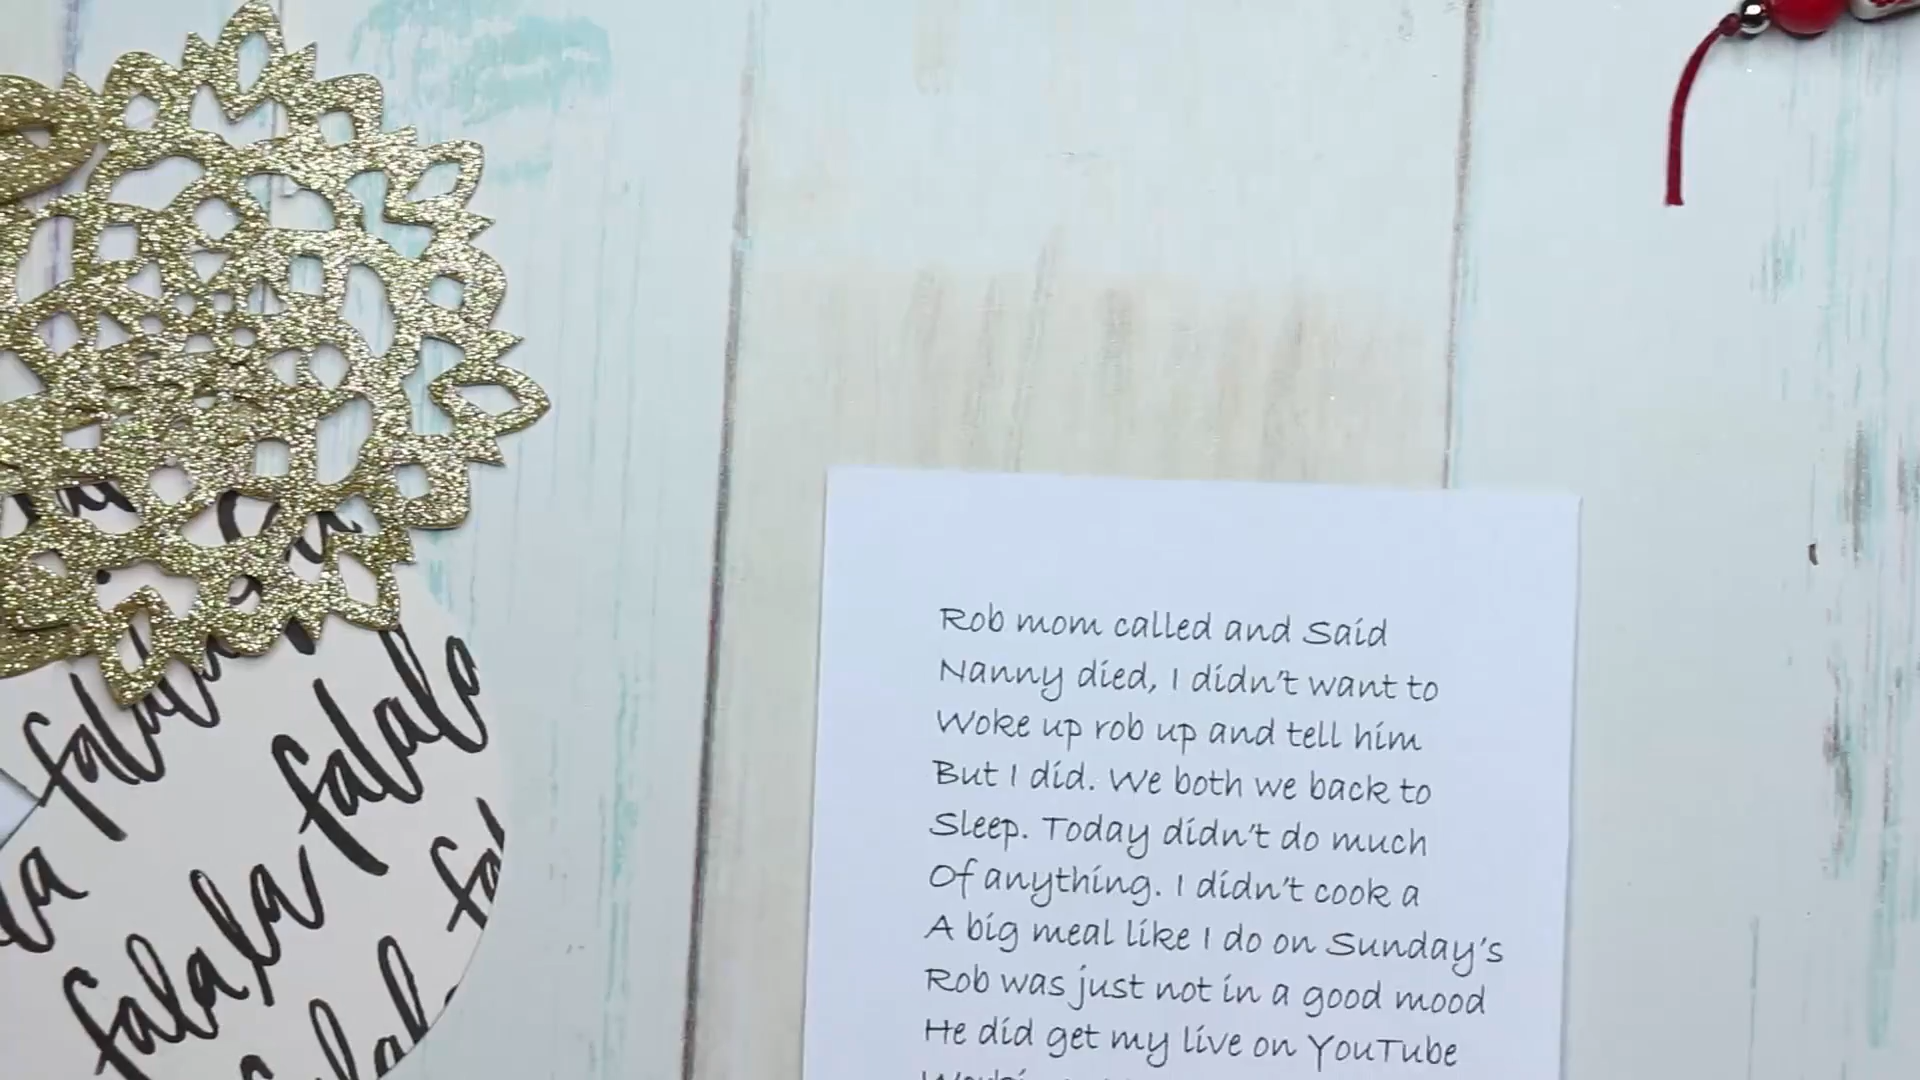 Rob mom called and Said
Nanny died, I didn't want to
Woke up rob up and tell him
But I did. We both we back to
Sleep. Today didn't do much
Of anything. I didn't cook a
A big meal like I do on Sunday's
Rob was just not in a good mood
He did get my live on YouTube
falala
falala
falala